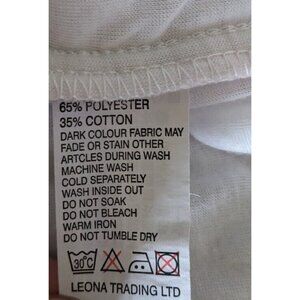 65% POLYESTER
35% COTTON
DARK COLOUR FABRIC MAY
FADE OR STAIN OTHER
ARTCLES DURING WASH
MACHINE WASH
COLD SEPARATELY
WASH INSIDE OUT
DO NOT SOAK
DO NOT BLEACH
WARM IRON
DO NOT TUMBLE DRY
30°C
LEONA TRADING LTD